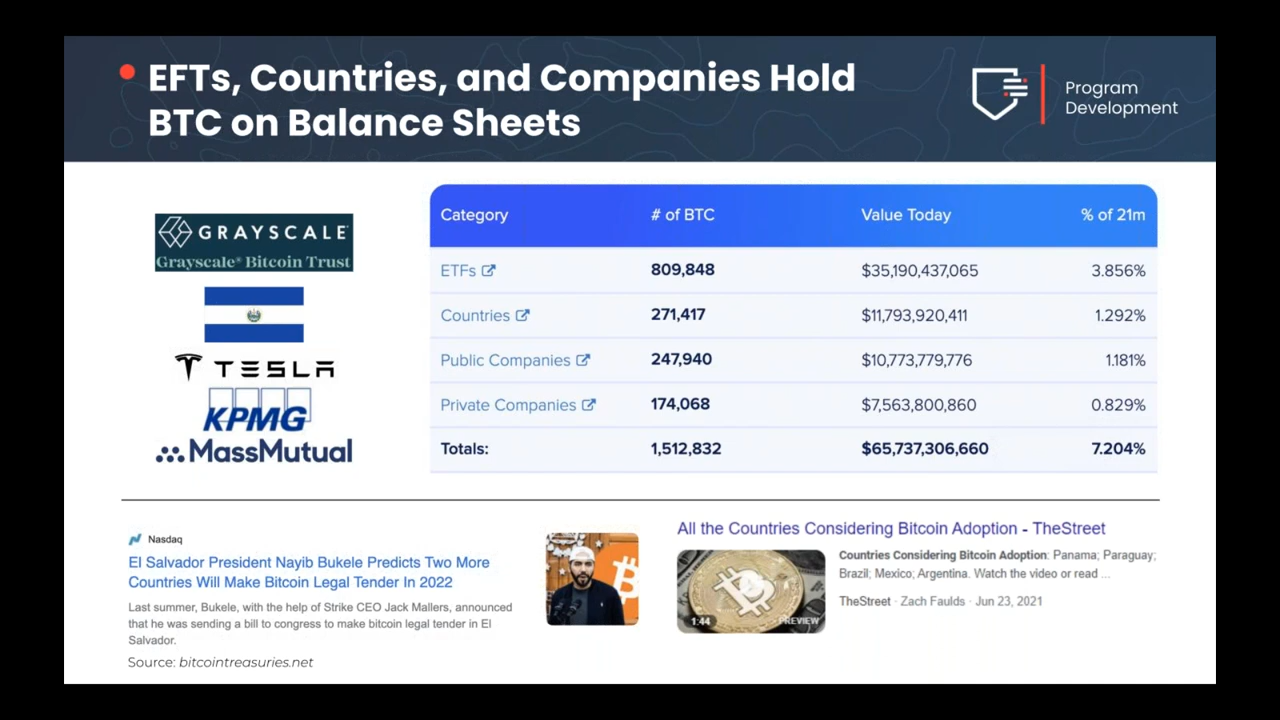 EFTs, Countries, and Companies Hold
BTC on Balance Sheets
Program
Development
GRAYSCALE
Grayscale® Bitcoin Trust
TESLA
KPMG
MassMutual
Category # of BTC Value Today % of 21m
ETFs 809,848 $35,190,437,065 3.856%
Countries 271,417 $11,793,920,411 1.292%
Public Companies 247,940 $10,773,779,776 1.181%
Private Companies 174,068 $7,563,800,860 0.829%
Totals: 1,512,832 $65,737,306,660 7.204%
Nasdaq
El Salvador President Nayib Bukele Predicts Two More
Countries Will Make Bitcoin Legal Tender In 2022
Last summer, Bukele, with the help of Strike CEO Jack Mallers, announced
that he was sending a bill to congress to make bitcoin legal tender in El
Salvador.
Source: bitcointreasuries.net
All the Countries Considering Bitcoin Adoption - TheStreet
Countries Considering Bitcoin Adoption: Panama; Paraguay;
Brazil; Mexico; Argentina. Watch the video or read ...
TheStreet · Zach Faulds · Jun 23, 2021
1:44 PREVIEW